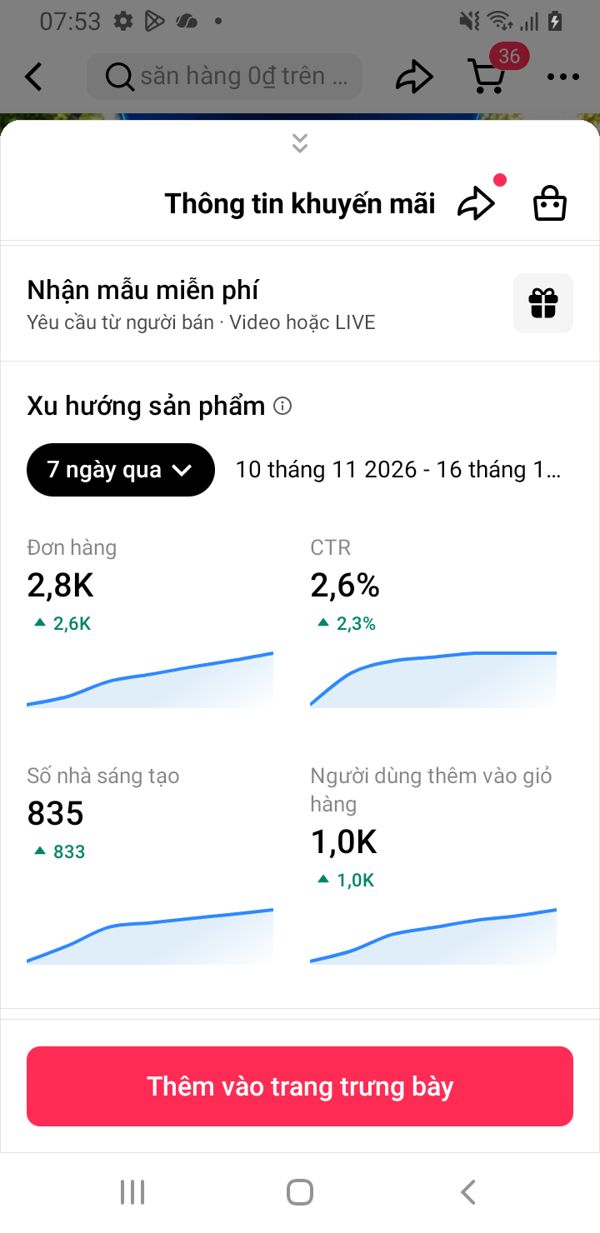 07:53
36
săn hàng 0₫ trên ...
Thông tin khuyến mãi
Nhận mẫu miễn phí
Yêu cầu từ người bán · Video hoặc LIVE
Xu hướng sản phẩm
7 ngày qua
10 tháng 11 2026 - 16 tháng 1...
Đơn hàng
2,8K
2,6K
CTR
2,6%
2,3%
Số nhà sáng tạo
835
833
Người dùng thêm vào giỏ
hàng
1,0K
1,0K
Thêm vào trang trưng bày